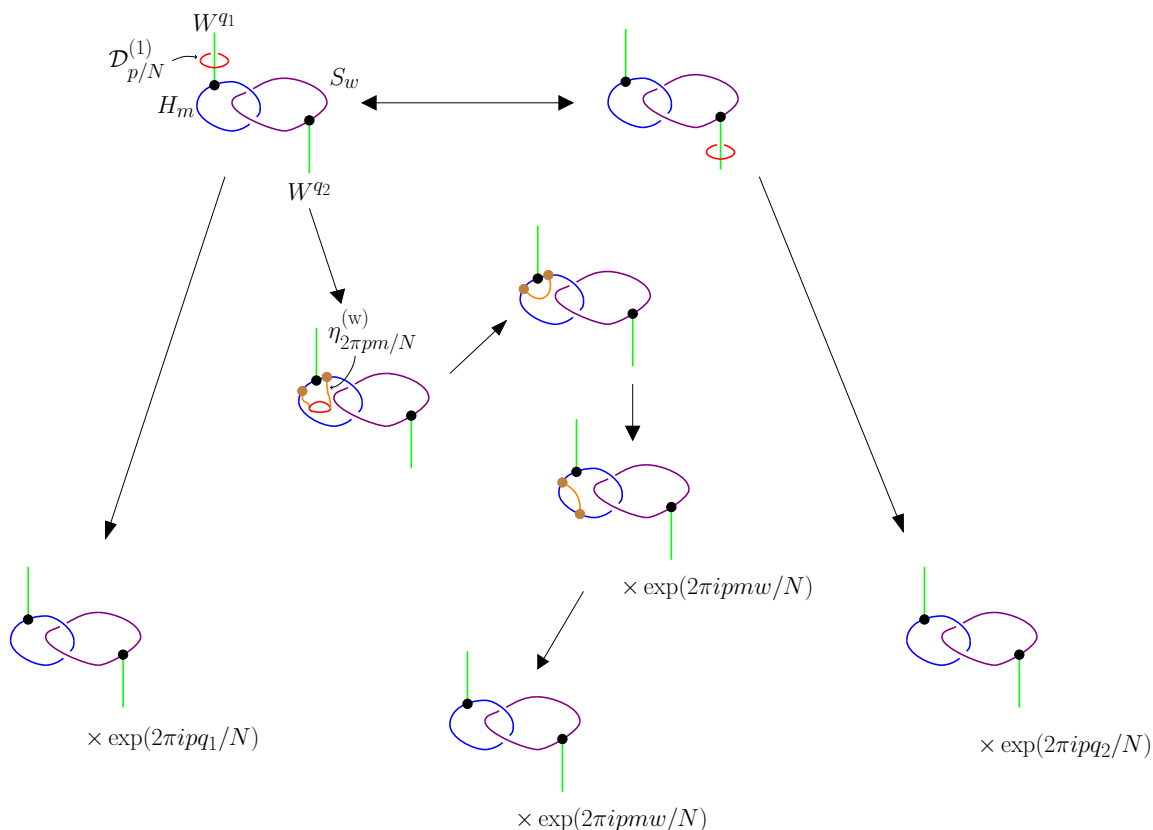 $W^{q_1}$
$\mathcal{D}^{(1)}_{p/N}$
$S_w$
$H_m$
$W^{q_2}$
$\eta^{(\mathrm{w})}_{2\pi pm/N}$
$\times \exp(2\pi ipmw/N)$
$\times \exp(2\pi ipq_1/N)$
$\times \exp(2\pi ipq_2/N)$
$\times \exp(2\pi ipmw/N)$